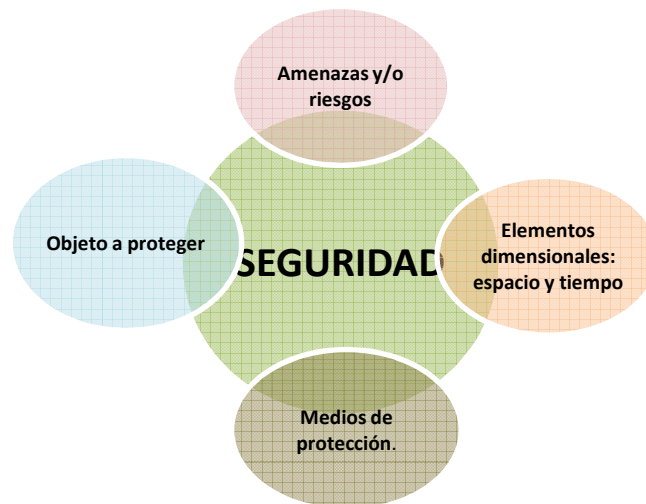 Amenazas y/o
riesgos
Objeto a proteger
SEGURIDAD
Elementos
dimensionales:
espacio y tiempo
Medios de
protección.